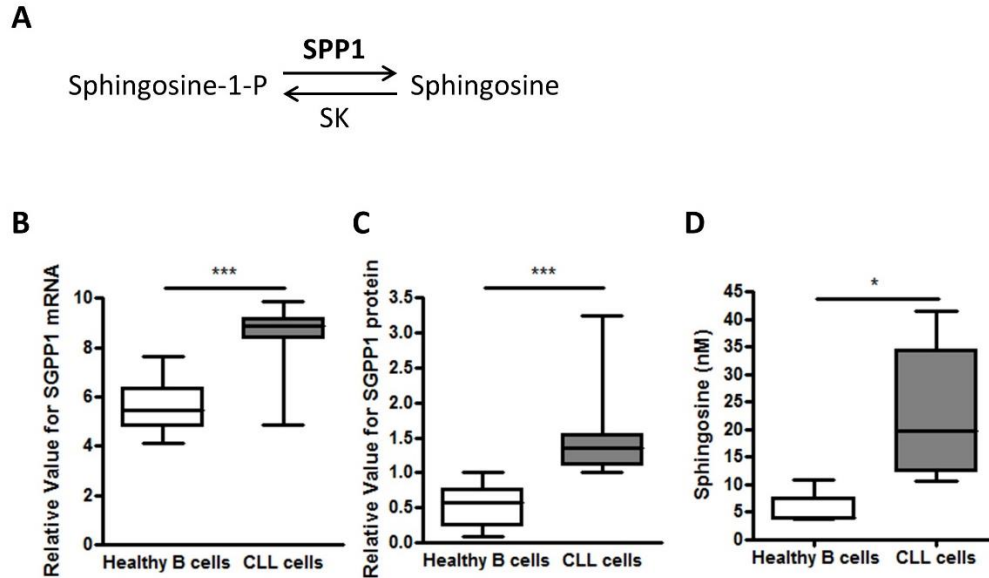 A
SPP1
Sphingosine-1-P
Sphingosine
SK
B
***
Relative Value for SGPP1 mRNA
10
8
6
4
2
0
Healthy B cells
CLL cells
C
***
Relative Value for SGPP1 protein
3.5
3.0
2.5
2.0
1.5
1.0
0.5
0.0
Healthy B cells
CLL cells
D
*
Sphingosine (nM)
45
40
35
30
25
20
15
10
5
0
Healthy B cells
CLL cells